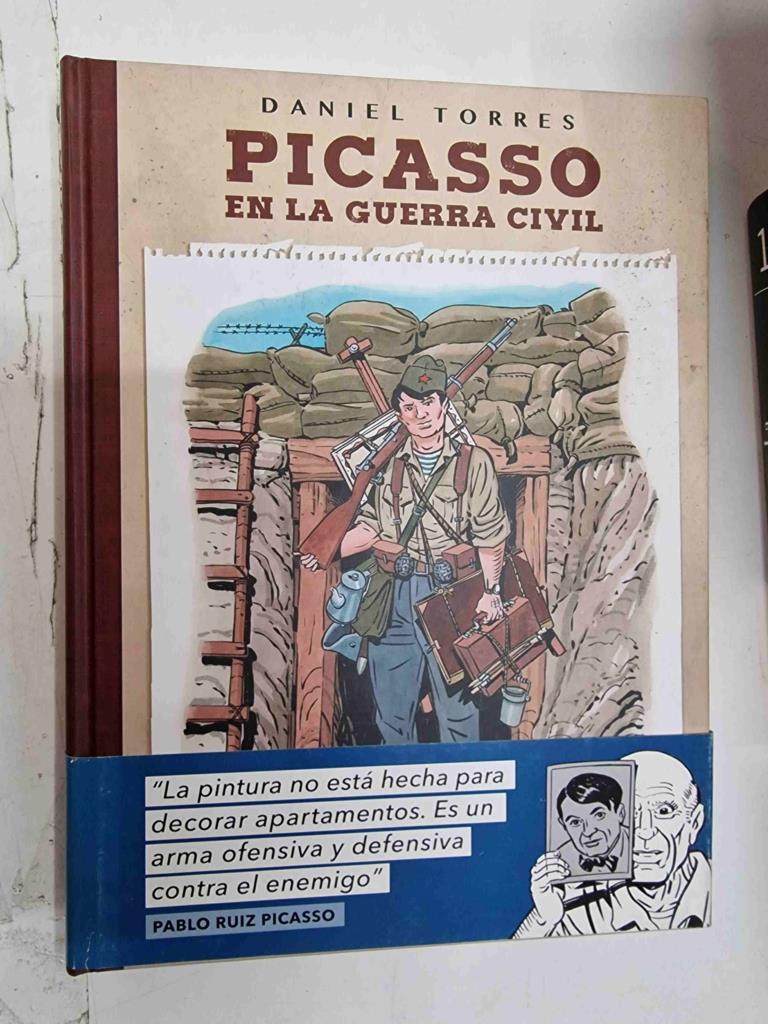 DANIEL TORRES
PICASSO
EN LA GUERRA CIVIL
"La pintura no está hecha para
decorar apartamentos. Es un
arma ofensiva y defensiva
contra el enemigo"
PABLO RUIZ PICASSO
1